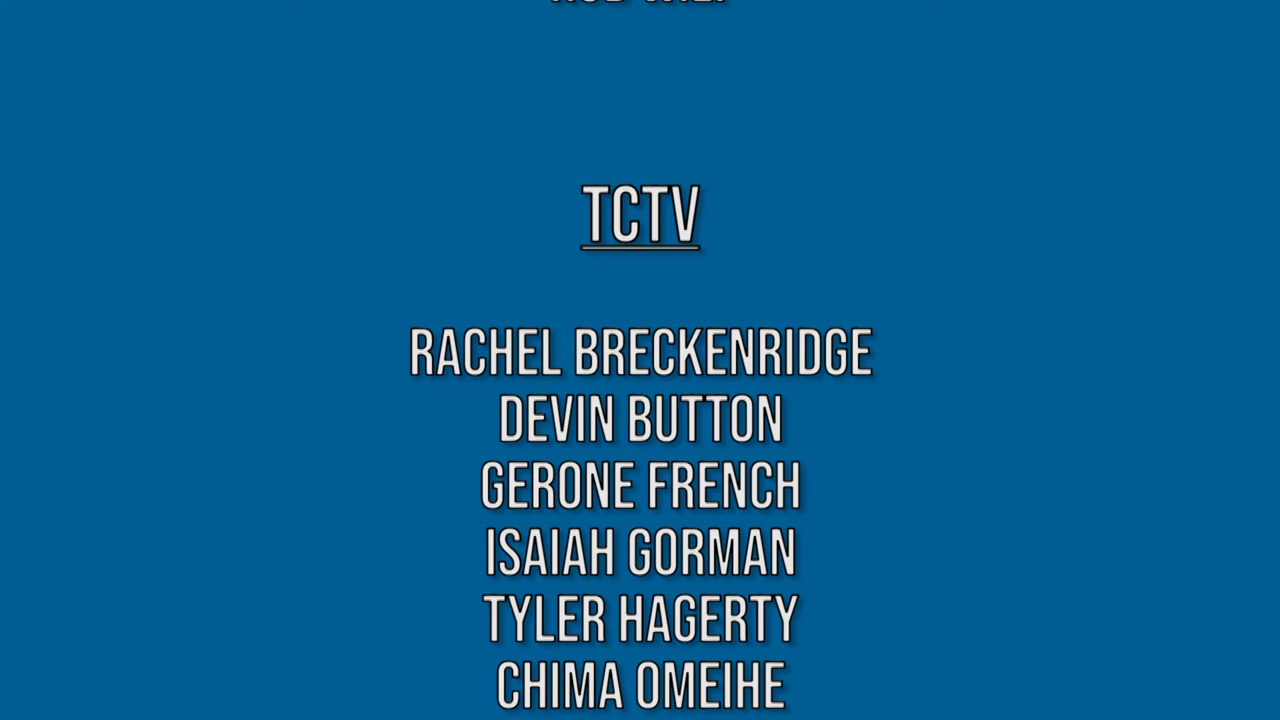 TCTV
RACHEL BRECKENRIDGE
DEVIN BUTTON
GERONE FRENCH
ISAIAH GORMAN
TYLER HAGERTY
CHIMA OMEIHE